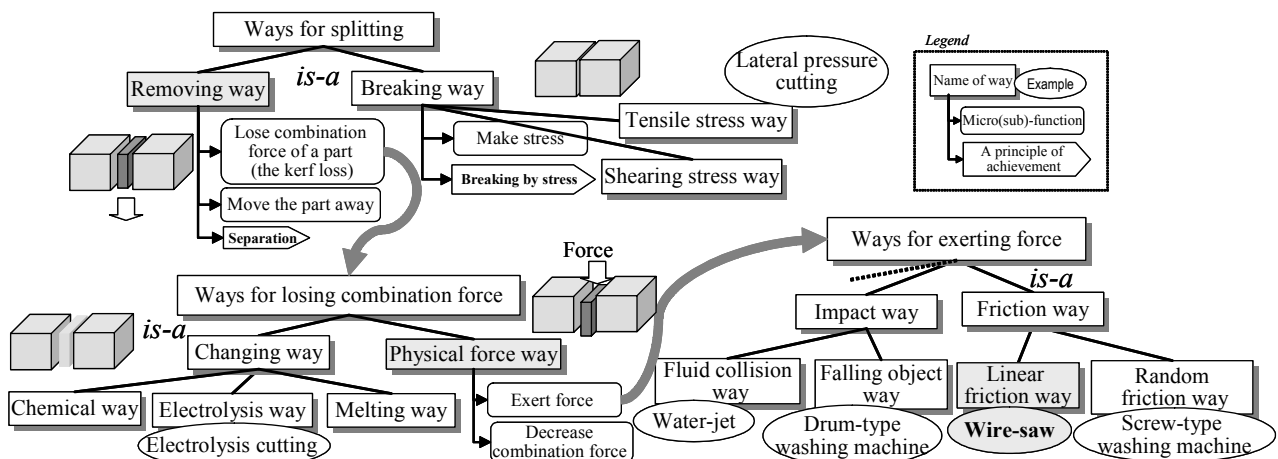 Ways for splitting
Legend
Removing way
is-a
Breaking way
Lateral pressure
cutting
Name of way
Example
Tensile stress way
Lose combination
force of a part
(the kerf loss)
Make stress
Micro(sub)-function
Breaking by stress
Shearing stress way
A principle of
achievement
Move the part away
Separation
Force
Ways for exerting force
Ways for losing combination force
is-a
is-a
Impact way
Friction way
Changing way
Physical force way
Fluid collision
way
Falling object
way
Linear
friction way
Random
friction way
Chemical way
Electrolysis way
Melting way
Exert force
Water-jet
Drum-type
washing machine
Wire-saw
Screw-type
washing machine
Electrolysis cutting
Decrease
combination force